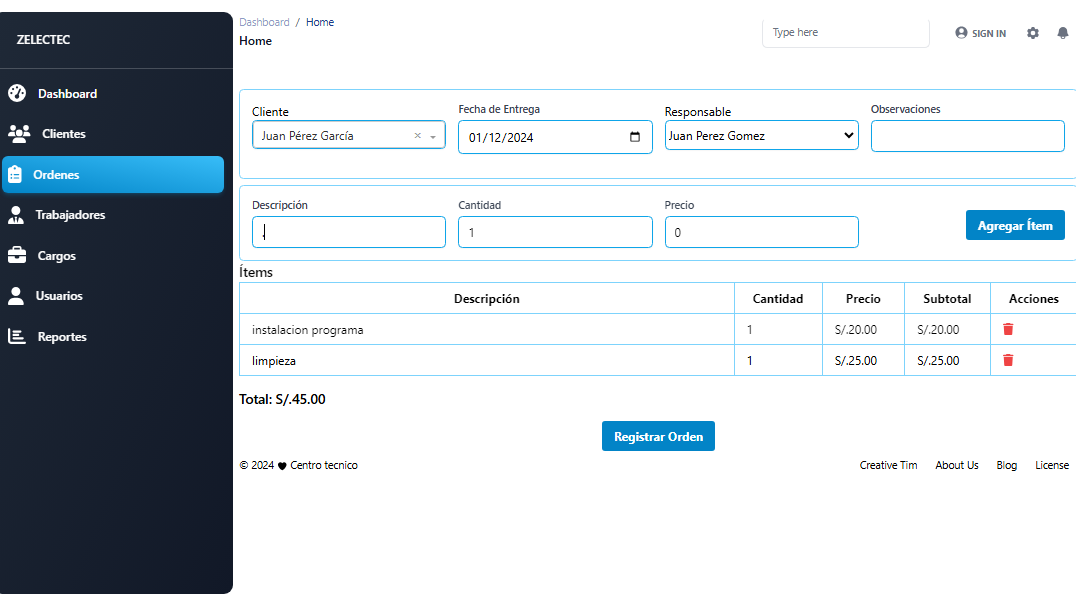 ZELECTEC
Dashboard
Clientes
Ordenes
Trabajadores
Cargos
Usuarios
Reportes
Dashboard / Home
Home
Type here
SIGN IN
Cliente
Fecha de Entrega
Responsable
Observaciones
Juan Pérez García × 
01/12/2024
Juan Perez Gomez
Descripción
Cantidad
Precio
.
1
0
Agregar Ítem
Ítems
Descripción Cantidad Precio Subtotal Acciones
instalacion programa 1 S/.20.00 S/.20.00
limpieza 1 S/.25.00 S/.25.00
Total: S/.45.00
Registrar Orden
© 2024 ♥ Centro tecnico
Creative Tim About Us Blog License